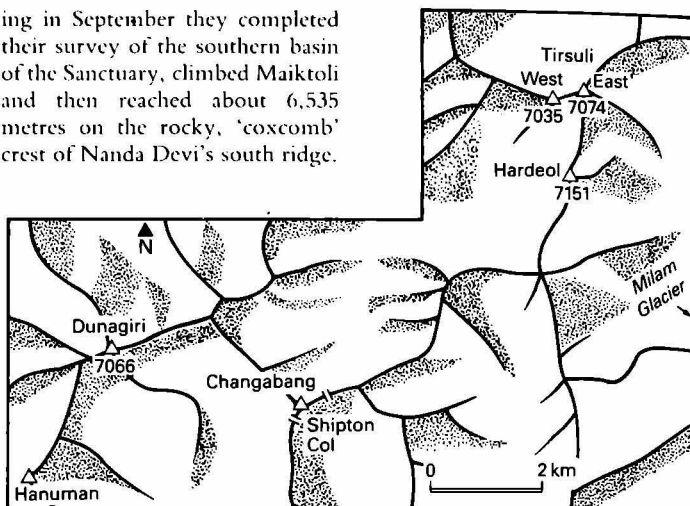 ing in September they completed
their survey of the southern basin
of the Sanctuary, climbed Maiktoli
and then reached about 6,535
metres on the rocky, ‘coxcomb’
crest of Nanda Devi's south ridge.
Tirsuli
West East
7035 7074
Hardeol
7151
N
Milam
Glacier
Dunagiri
7066
Changabang
Shipton
Col
0 2 km
Hanuman